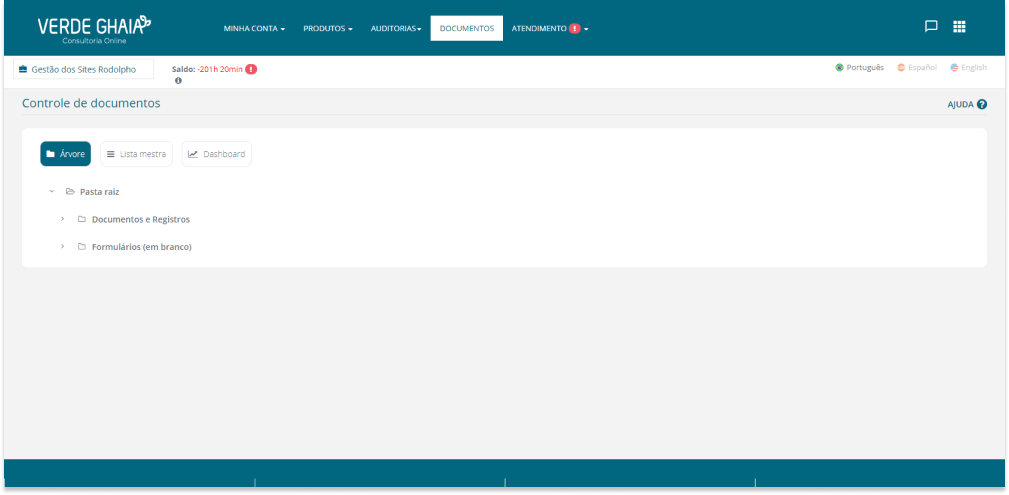 VERDE GHAIA
Consultoria Online
MINHA CONTA
PRODUTOS
AUDITORIAS
DOCUMENTOS
ATENDIMENTO !
Gestão dos Sites Rodolpho
Saldo: -201h 20min !
Português
Español
English
Controle de documentos
AJUDA ?
Árvore
Lista mestra
Dashboard
Pasta raiz
Documentos e Registros
Formulários (em branco)